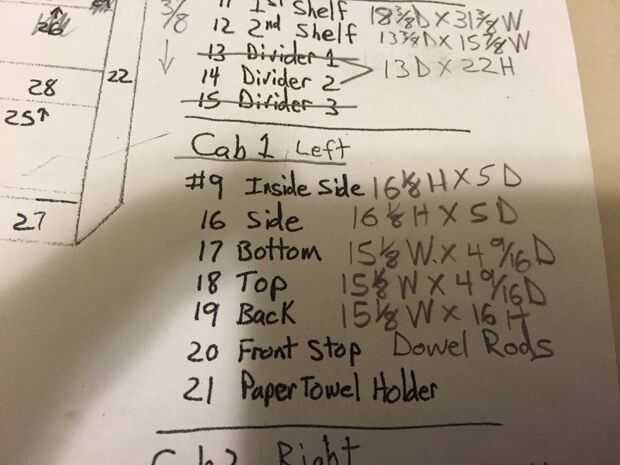 11 1st Shelf 18 3/8 D X 31 3/8 W
12 2nd Shelf 13 3/8 D X 15 7/8 W
13 Divider 1
14 Divider 2 13 D X 22 H
15 Divider 3
3/8
22
28
25
27
Cab 1 Left
#9 Inside Side 16 1/8 H X 5 D
16 Side 16 1/8 H X 5 D
17 Bottom 15 1/8 W X 4 9/16 D
18 Top 15 1/8 W X 4 9/16 D
19 Back 15 1/8 W X 16 H
20 Front Stop Dowel Rods
21 Paper Towel Holder
Cab 2 Right